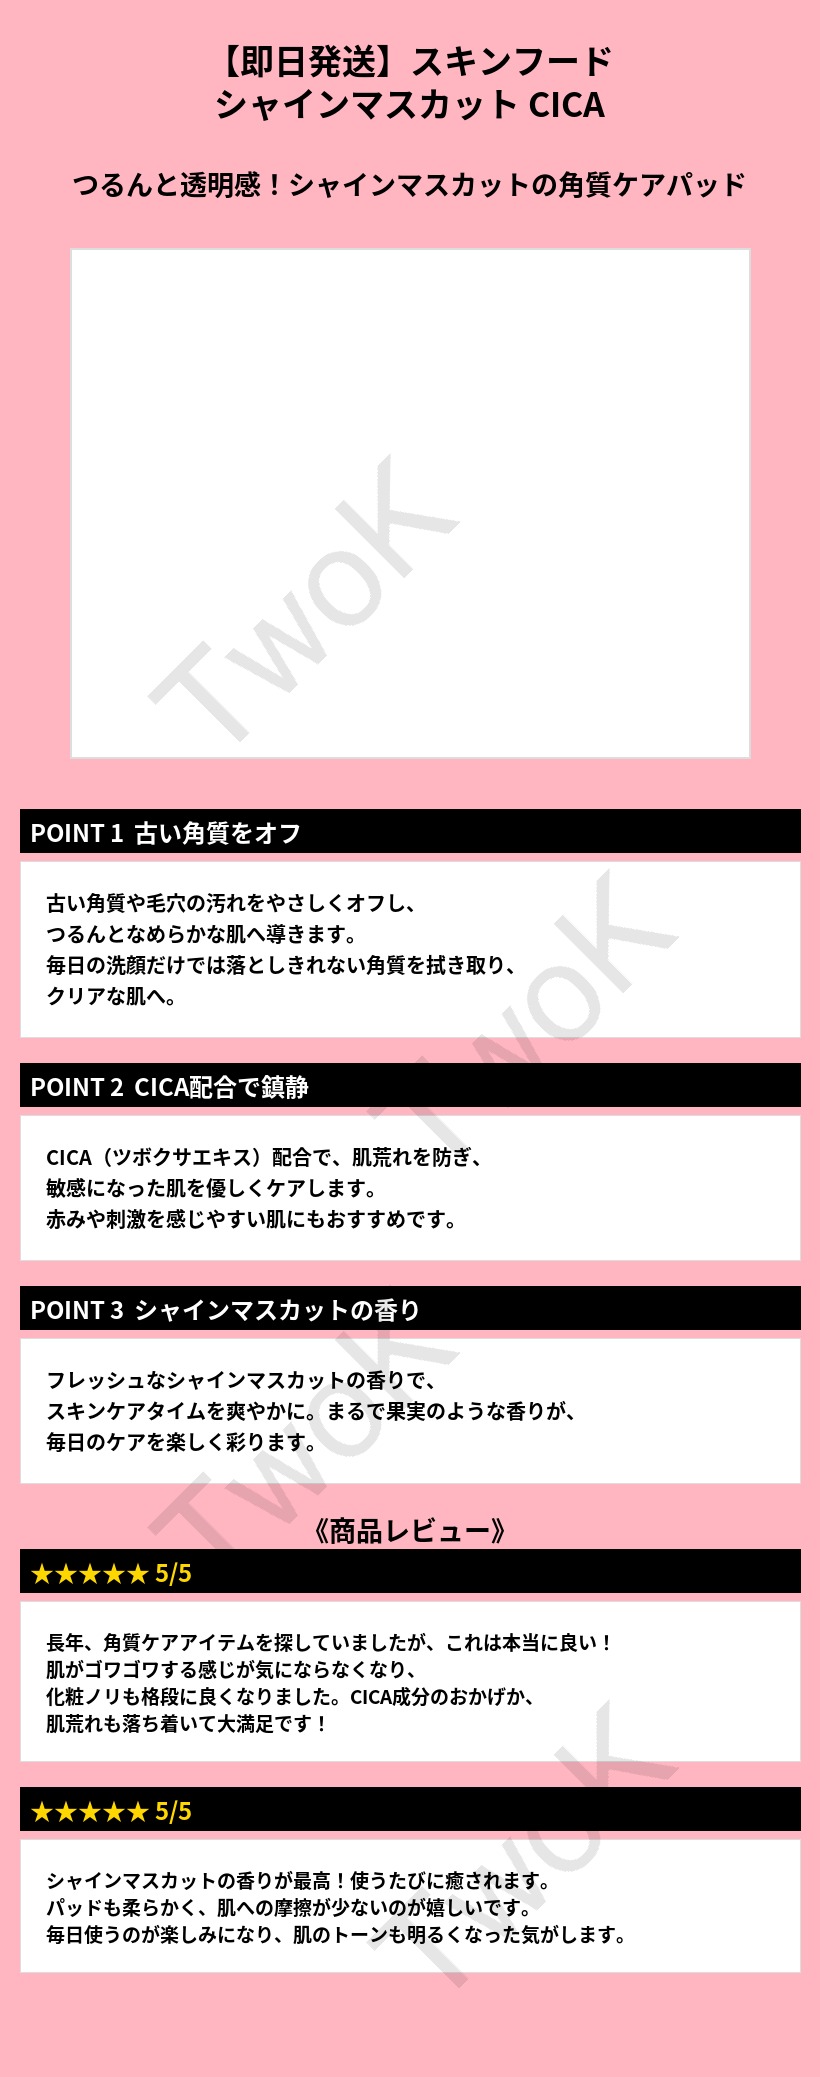 【即日発送】スキンフード
シャインマスカット CICA
つるんと透明感！シャインマスカットの角質ケアパッド
TwoK
POINT 1 古い角質をオフ
古い角質や毛穴の汚れをやさしくオフし、
つるんとなめらかな肌へ導きます。
毎日の洗顔だけでは落としきれない角質を拭き取り、
クリアな肌へ。
TwoK
POINT 2 CICA配合で鎮静
CICA（ツボクサエキス）配合で、肌荒れを防ぎ、
敏感になった肌を優しくケアします。
赤みや刺激を感じやすい肌にもおすすめです。
POINT 3 シャインマスカットの香り
フレッシュなシャインマスカットの香りで、
スキンケアタイムを爽やかに。まるで果実のような香りが、
毎日のケアを楽しく彩ります。
TwoK
《商品レビュー》
★★★★★ 5/5
長年、角質ケアアイテムを探していましたが、これは本当に良い！
肌がゴワゴワする感じが気にならなくなり、
化粧ノリも格段に良くなりました。CICA成分のおかげか、
肌荒れも落ち着いて大満足です！
★★★★★ 5/5
TwoK
シャインマスカットの香りが最高！使うたびに癒されます。
パッドも柔らかく、肌への摩擦が少ないのが嬉しいです。
毎日使うのが楽しみになり、肌のトーンも明るくなった気がします。